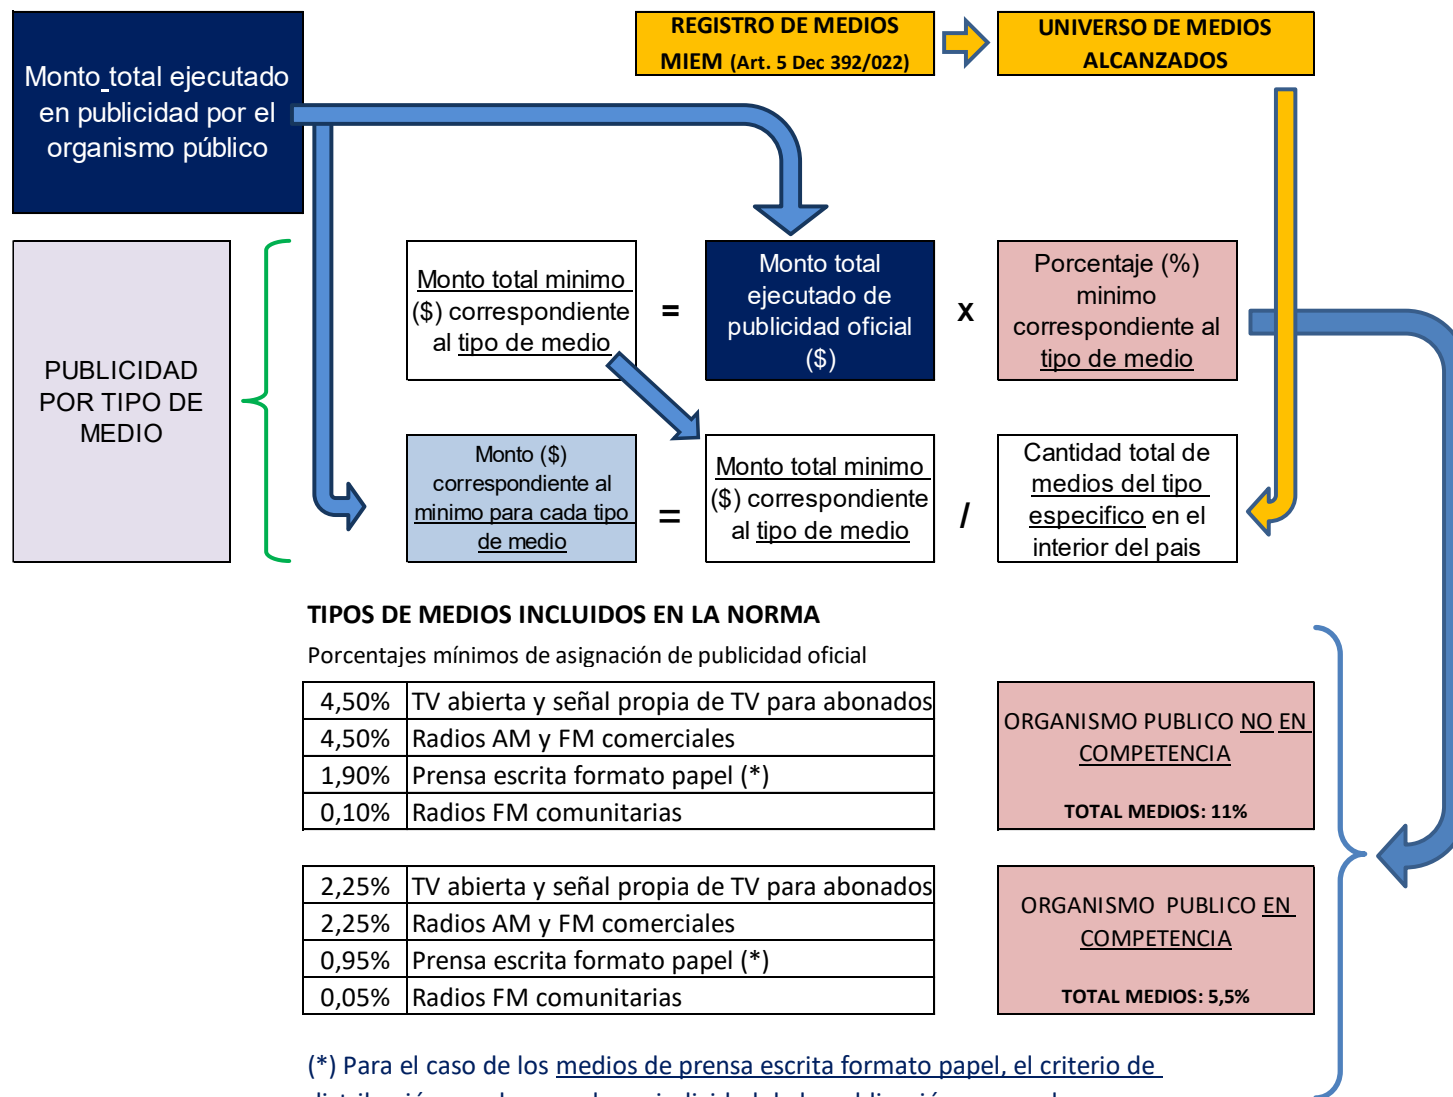 Monto total ejecutado
en publicidad por el
organismo público
REGISTRO DE MEDIOS
MIEM (Art. 5 Dec 392/022)
UNIVERSO DE MEDIOS
ALCANZADOS
PUBLICIDAD
POR TIPO DE
MEDIO
Monto total minimo
($) correspondiente
al tipo de medio
=
Monto total
ejecutado de
publicidad oficial
($)
x
Porcentaje (%)
minimo
correspondiente al
tipo de medio
Monto ($)
correspondiente al
minimo para cada tipo
de medio
=
Monto total minimo
($) correspondiente
al tipo de medio
/
Cantidad total de
medios del tipo
especifico en el
interior del pais
TIPOS DE MEDIOS INCLUIDOS EN LA NORMA
Porcentajes mínimos de asignación de publicidad oficial
4,50% TV abierta y señal propia de TV para abonados
4,50% Radios AM y FM comerciales
1,90% Prensa escrita formato papel (*)
0,10% Radios FM comunitarias
ORGANISMO PUBLICO NO EN
COMPETENCIA
TOTAL MEDIOS: 11%
2,25% TV abierta y señal propia de TV para abonados
2,25% Radios AM y FM comerciales
0,95% Prensa escrita formato papel (*)
0,05% Radios FM comunitarias
ORGANISMO PUBLICO EN
COMPETENCIA
TOTAL MEDIOS: 5,5%
(*) Para el caso de los medios de prensa escrita formato papel, el criterio de